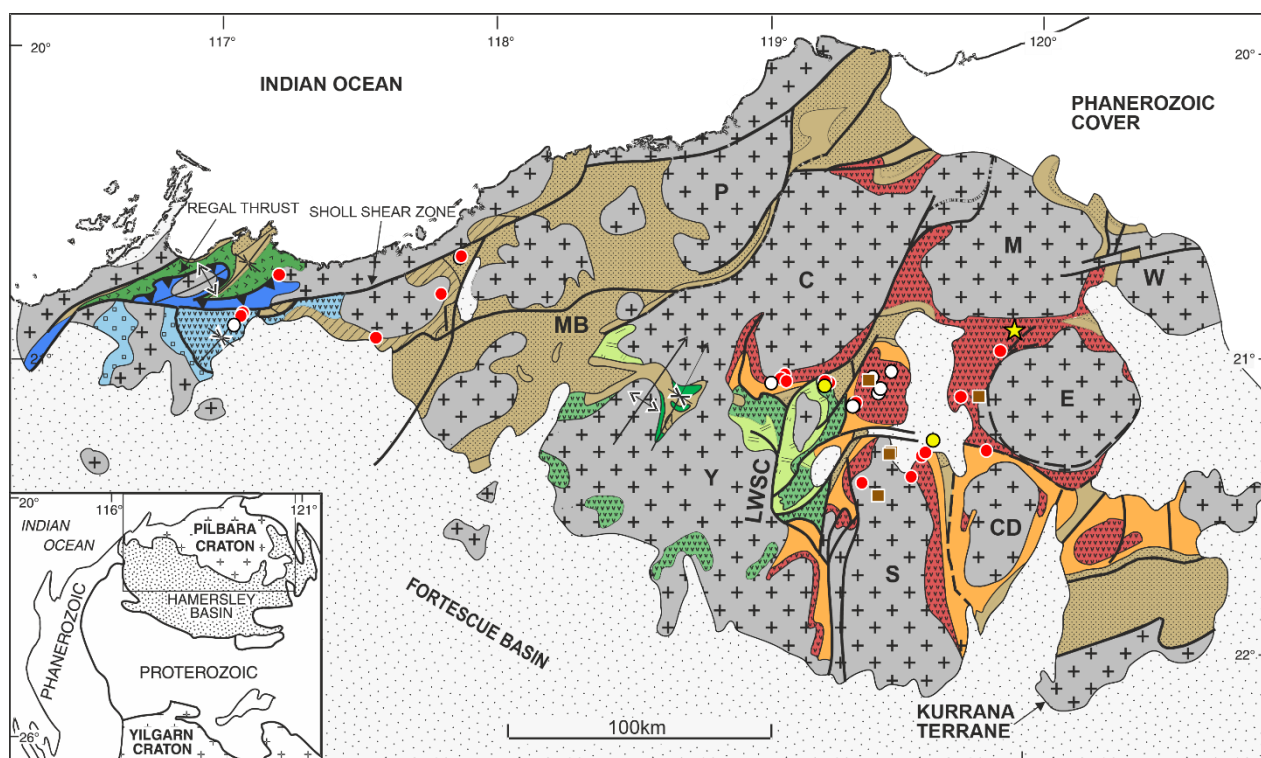 117°
118°
119°
120°
20°
20°
INDIAN OCEAN
PHANEROZOIC
COVER
P
REGAL THRUST
SHOLL SHEAR ZONE
M
W
C
MB
21°
E
Y
LWSC
CD
S
20°
116°
121°
INDIAN
OCEAN
PILBARA
CRATON
HAMERSLEY
BASIN
PHANEROZOIC
PROTEROZOIC
YILGARN
CRATON
26°
FORTESCUE BASIN
22°
100km
KURRANA
TERRANE